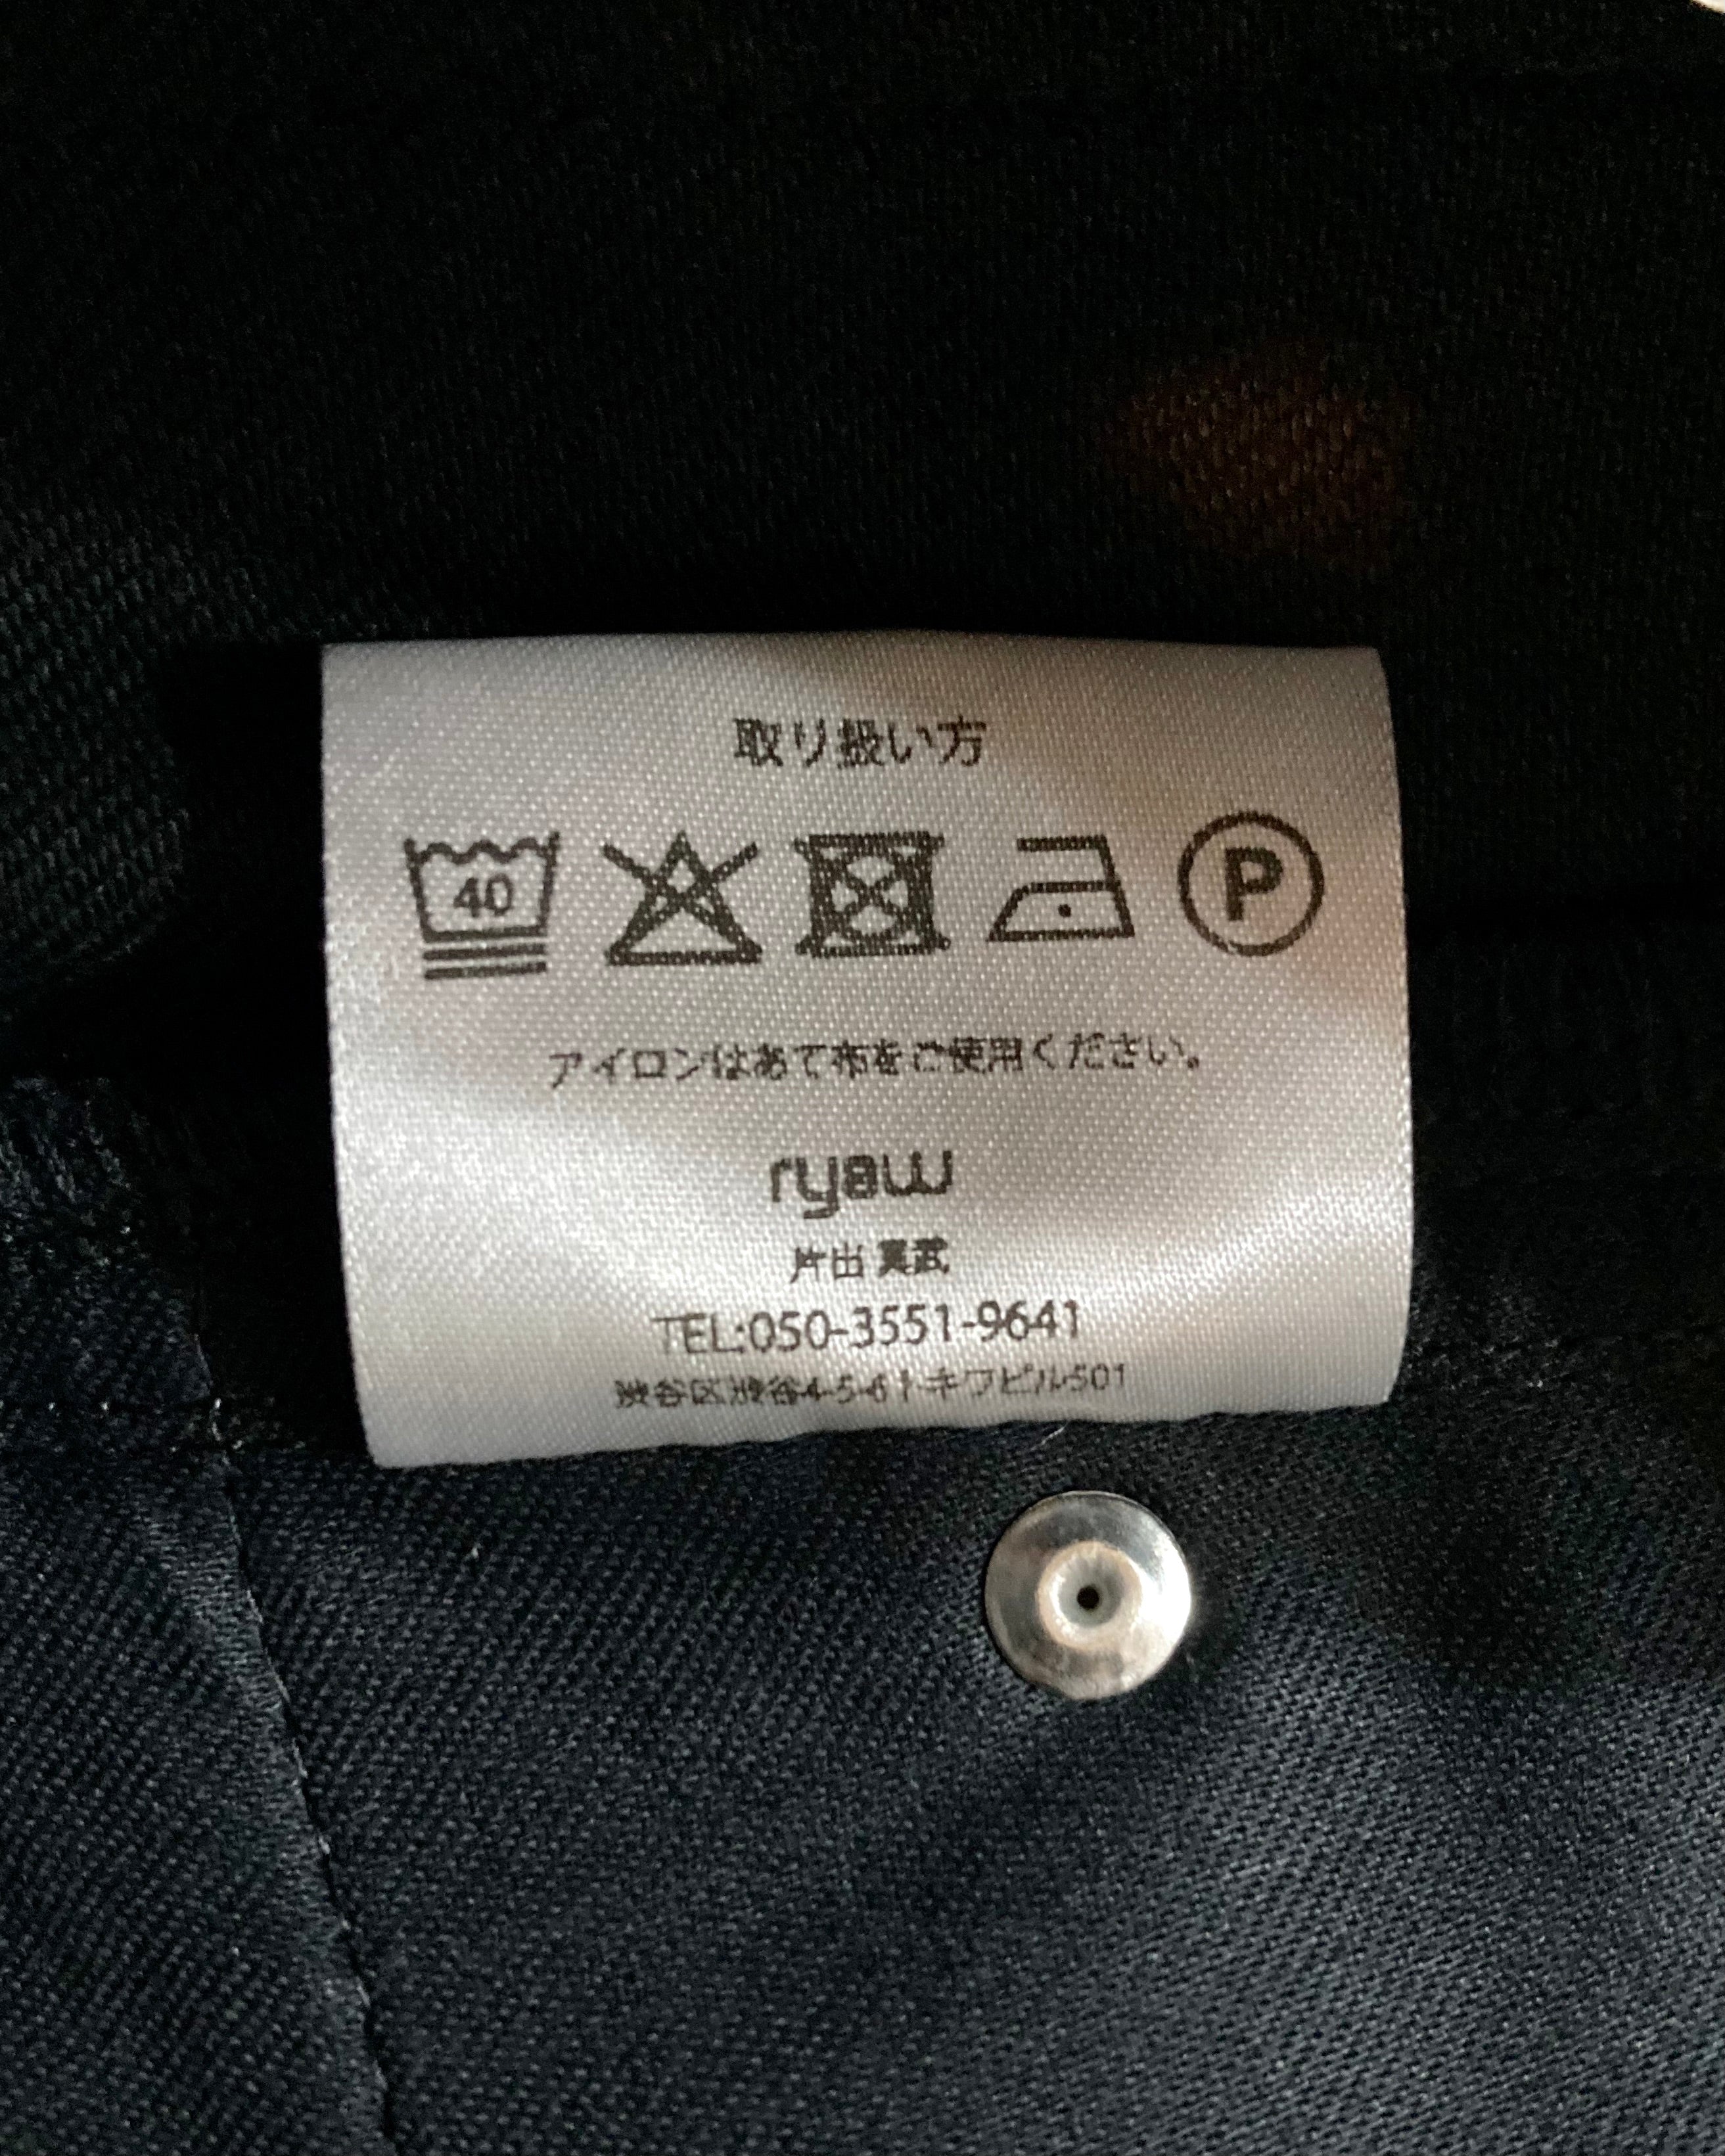 取り扱い方
40
P
アイロンはあて布をご使用ください。
ryaw
片出 真武
TEL:050-3551-9641
渋谷区渋谷4-5-6トキワビル501